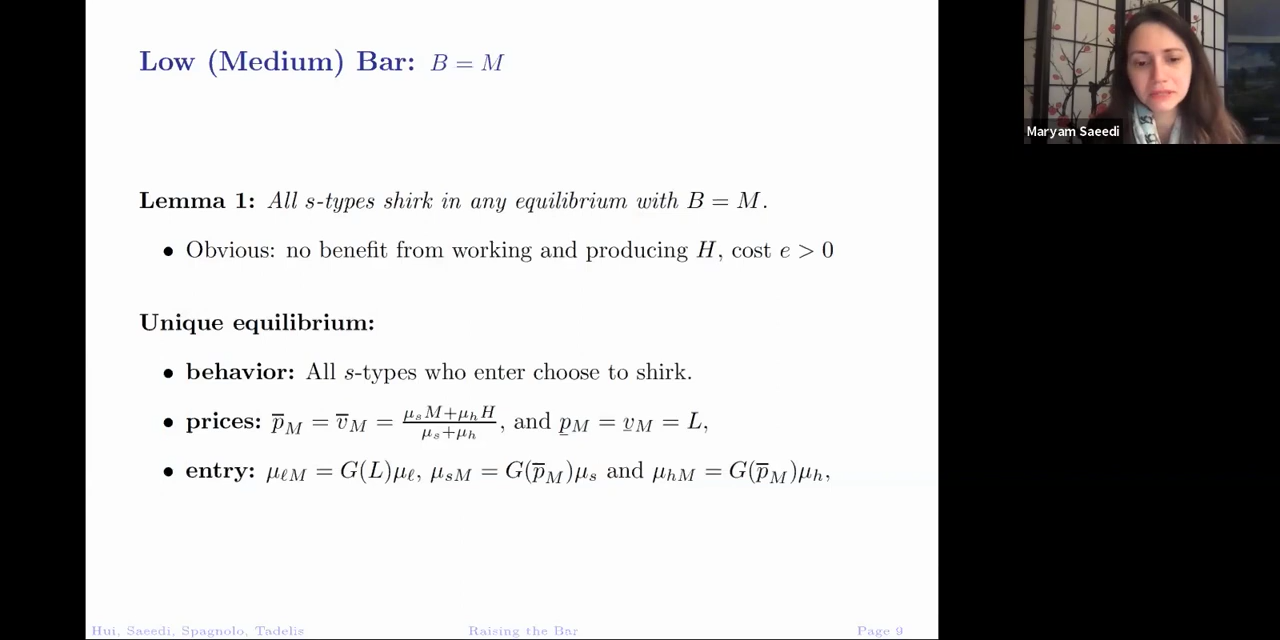 Low (Medium) Bar: B = M
Maryam Saeedi
Lemma 1: All s-types shirk in any equilibrium with B = M.
• Obvious: no benefit from working and producing H, cost e > 0
Unique equilibrium:
• behavior: All s-types who enter choose to shirk.
• prices: p̅_M = v̅_M = (μ_s M + μ_h H)/(μ_s + μ_h), and p̲_M = v̲_M = L,
• entry: μ_ℓM = G(L)μ_ℓ, μ_sM = G(p̅_M)μ_s and μ_hM = G(p̅_M)μ_h,
Hui, Saeedi, Spagnolo, Tadelis Raising the Bar Page 9